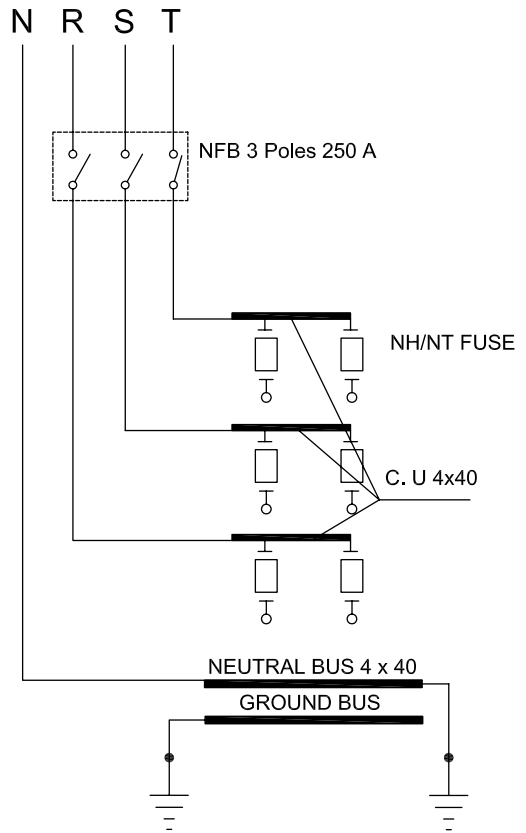 N R S T
NFB 3 Poles 250 A
NH/NT FUSE
C. U 4x40
NEUTRAL BUS 4 x 40
GROUND BUS